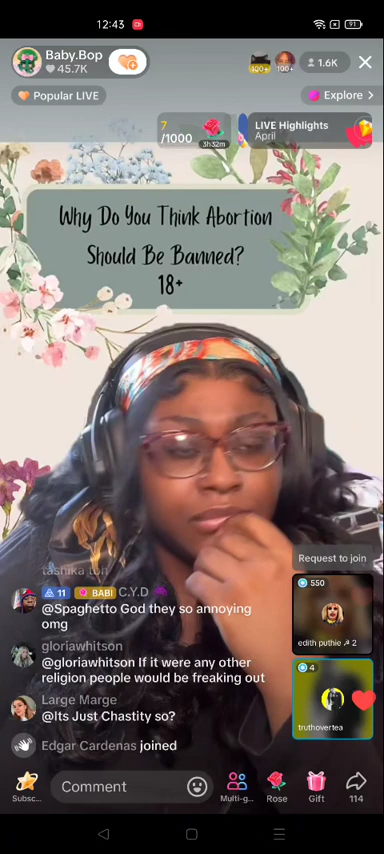 12:43
91
Baby.Bop
45.7K
100+
100+
1.6K
Popular LIVE
Explore >
7
/1000
3h32m
LIVE Highlights
April
Why Do You Think Abortion
Should Be Banned?
18+
Request to join
tashika ton
11 BABI C.Y.D
@Spaghetto God they so annoying
omg
550
edith puthie 2
gloriawhitson
@gloriawhitson If it were any other
religion people would be freaking out
4
truthovertea
Large Marge
@Its Just Chastity so?
Edgar Cardenas joined
Subsc...
Comment
Multi-g...
Rose
Gift
114